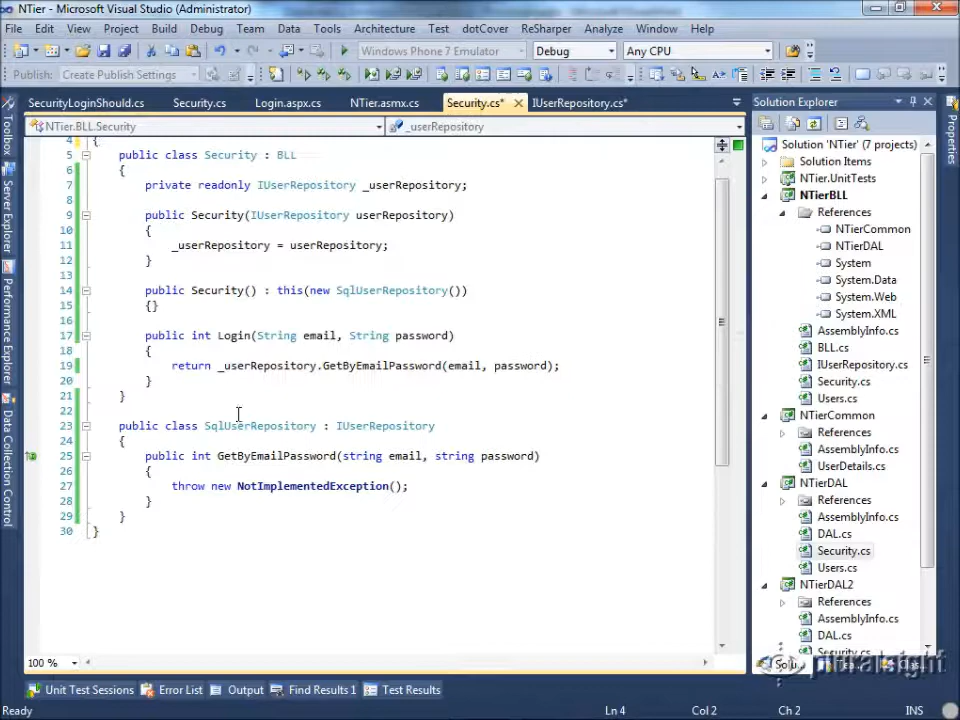 NTier - Microsoft Visual Studio (Administrator)
File Edit View Project Build Debug Team Data Tools Architecture Test dotCover ReSharper Analyze Window Help
Windows Phone 7 Emulator Debug Any CPU
Publish: Create Publish Settings
SecurityLoginShould.cs Security.cs Login.aspx.cs NTier.asmx.cs Security.cs* IUserRepository.cs*
NTier.BLL.Security _userRepository
4 {
5 public class Security : BLL
6 {
7 private readonly IUserRepository _userRepository;
8
9 public Security(IUserRepository userRepository)
10 {
11 _userRepository = userRepository;
12 }
13
14 public Security() : this(new SqlUserRepository())
15 {}
16
17 public int Login(String email, String password)
18 {
19 return _userRepository.GetByEmailPassword(email, password);
20 }
21 }
22
23 public class SqlUserRepository : IUserRepository
24 {
25 public int GetByEmailPassword(string email, string password)
26 {
27 throw new NotImplementedException();
28 }
29 }
30 }
100 %
Toolbox
Server Explorer
Performance Explorer
Data Collection Control
Solution Explorer
Solution 'NTier' (7 projects)
Solution Items
NTier.UnitTests
NTierBLL
References
NTierCommon
NTierDAL
System
System.Data
System.Web
System.XML
AssemblyInfo.cs
BLL.cs
IUserRepository.cs
Security.cs
Users.cs
NTierCommon
References
AssemblyInfo.cs
UserDetails.cs
NTierDAL
References
AssemblyInfo.cs
DAL.cs
Security.cs
Users.cs
NTierDAL2
References
AssemblyInfo.cs
DAL.cs
Security.cs
pluralsight
Properties
Unit Test Sessions Error List Output Find Results 1 Test Results
Ready Ln 4 Col 2 Ch 2 INS